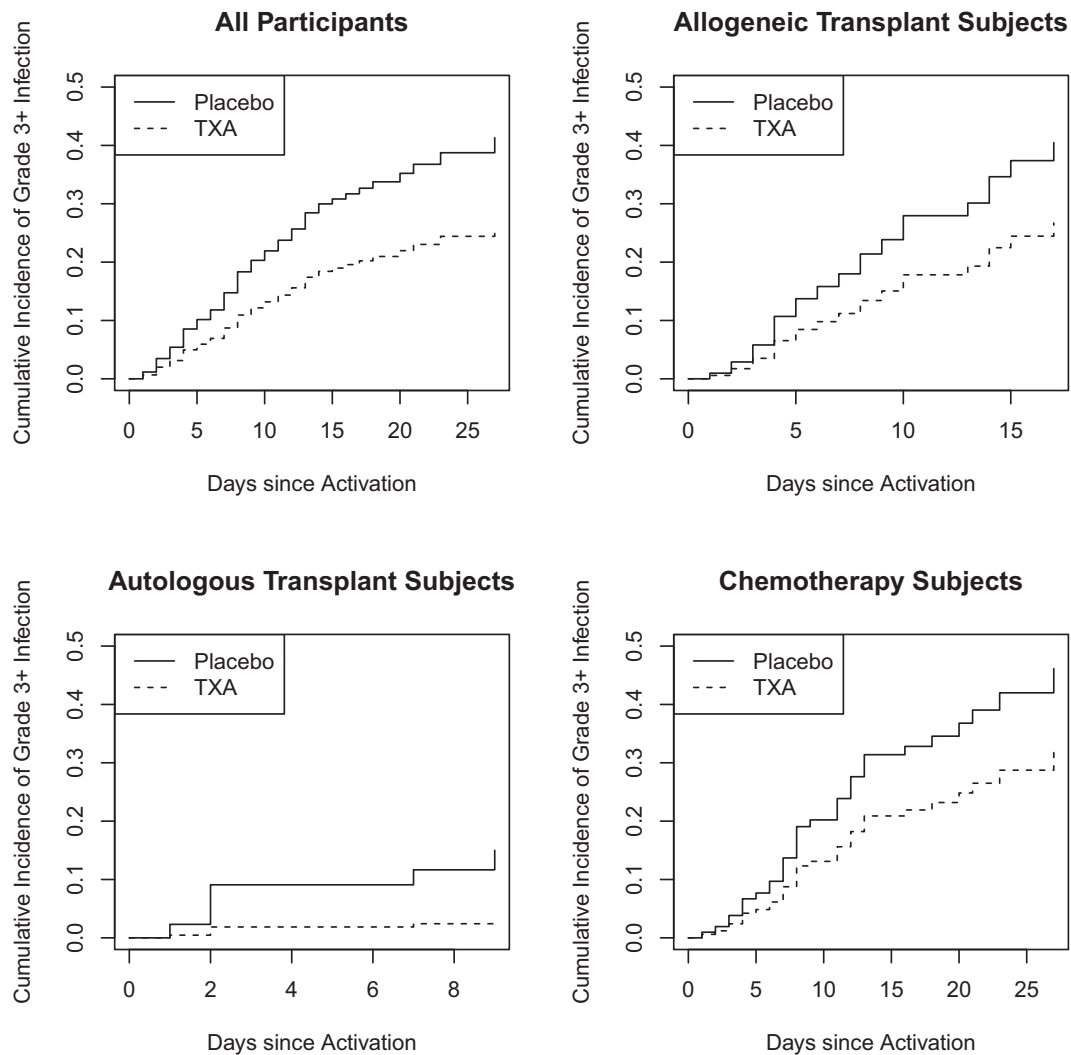 All Participants
Cumulative Incidence of Grade 3+ Infection
0.5
0.4
0.3
0.2
0.1
0.0
Placebo
TXA
0 5 10 15 20 25
Days since Activation
Allogeneic Transplant Subjects
Cumulative Incidence of Grade 3+ Infection
0.5
0.4
0.3
0.2
0.1
0.0
Placebo
TXA
0 5 10 15
Days since Activation
Autologous Transplant Subjects
Cumulative Incidence of Grade 3+ Infection
0.5
0.4
0.3
0.2
0.1
0.0
Placebo
TXA
0 2 4 6 8
Days since Activation
Chemotherapy Subjects
Cumulative Incidence of Grade 3+ Infection
0.5
0.4
0.3
0.2
0.1
0.0
Placebo
TXA
0 5 10 15 20 25
Days since Activation